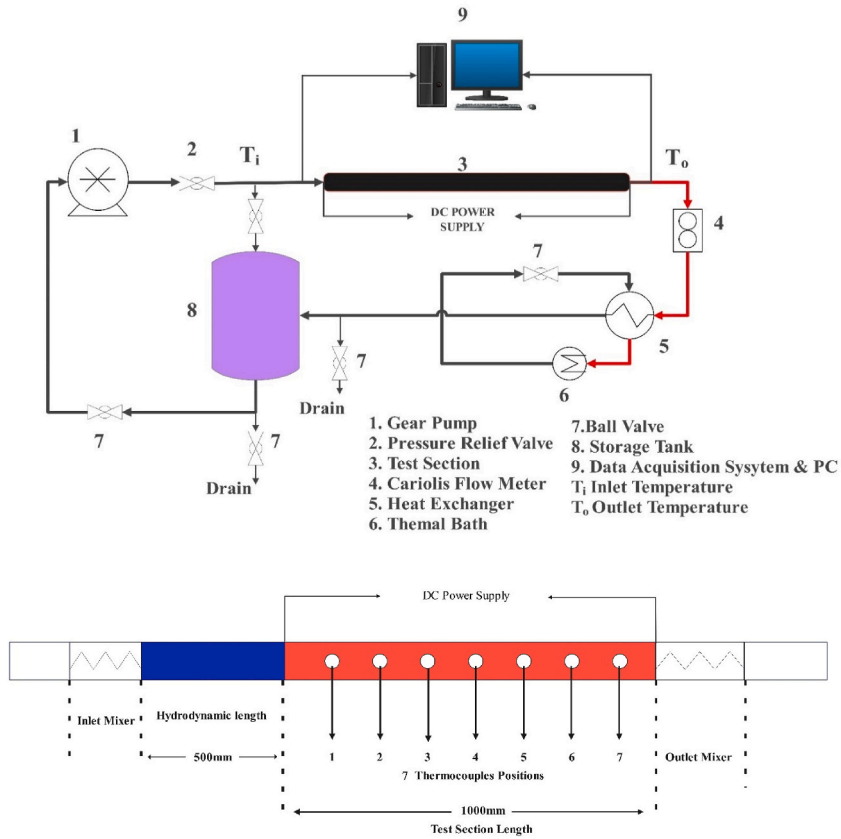 9
1
2
T_i
3
T_o
DC POWER
SUPPLY
4
7
8
5
7
6
Drain
7
7
Drain
1. Gear Pump
2. Pressure Relief Valve
3. Test Section
4. Cariolis Flow Meter
5. Heat Exchanger
6. Themal Bath
7.Ball Valve
8. Storage Tank
9. Data Acquisition Sysytem & PC
T_i Inlet Temperature
T_o Outlet Temperature
DC Power Supply
Inlet Mixer
Hydrodynamic length
500mm
1 2 3 4 5 6 7
7 Thermocouples Positions
Outlet Mixer
1000mm
Test Section Length